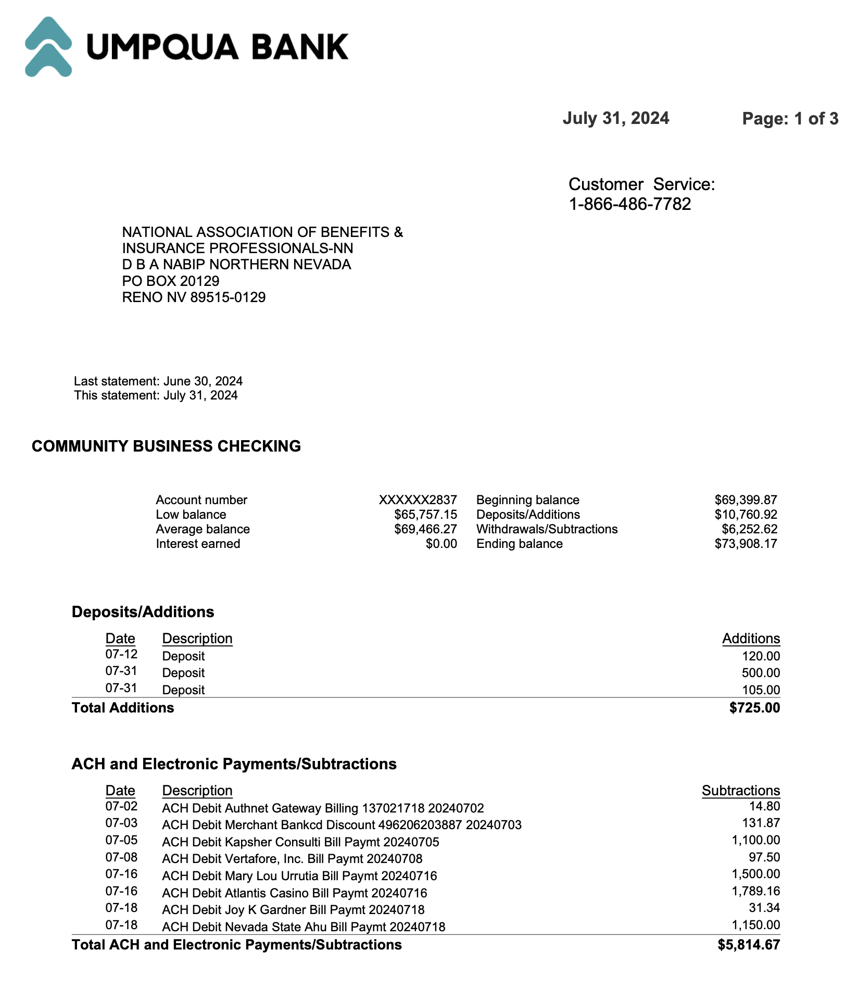 UMPQUA BANK
July 31, 2024 Page: 1 of 3
Customer Service:
1-866-486-7782
NATIONAL ASSOCIATION OF BENEFITS &
INSURANCE PROFESSIONALS-NN
D B A NABIP NORTHERN NEVADA
PO BOX 20129
RENO NV 89515-0129
Last statement: June 30, 2024
This statement: July 31, 2024
COMMUNITY BUSINESS CHECKING
Account number XXXXXX2837 Beginning balance $69,399.87
Low balance $65,757.15 Deposits/Additions $10,760.92
Average balance $69,466.27 Withdrawals/Subtractions $6,252.62
Interest earned $0.00 Ending balance $73,908.17
Deposits/Additions
Date Description Additions
07-12 Deposit 120.00
07-31 Deposit 500.00
07-31 Deposit 105.00
Total Additions $725.00
ACH and Electronic Payments/Subtractions
Date Description Subtractions
07-02 ACH Debit Authnet Gateway Billing 137021718 20240702 14.80
07-03 ACH Debit Merchant Bankcd Discount 496206203887 20240703 131.87
07-05 ACH Debit Kapsher Consulti Bill Paymt 20240705 1,100.00
07-08 ACH Debit Vertafore, Inc. Bill Paymt 20240708 97.50
07-16 ACH Debit Mary Lou Urrutia Bill Paymt 20240716 1,500.00
07-16 ACH Debit Atlantis Casino Bill Paymt 20240716 1,789.16
07-18 ACH Debit Joy K Gardner Bill Paymt 20240718 31.34
07-18 ACH Debit Nevada State Ahu Bill Paymt 20240718 1,150.00
Total ACH and Electronic Payments/Subtractions $5,814.67